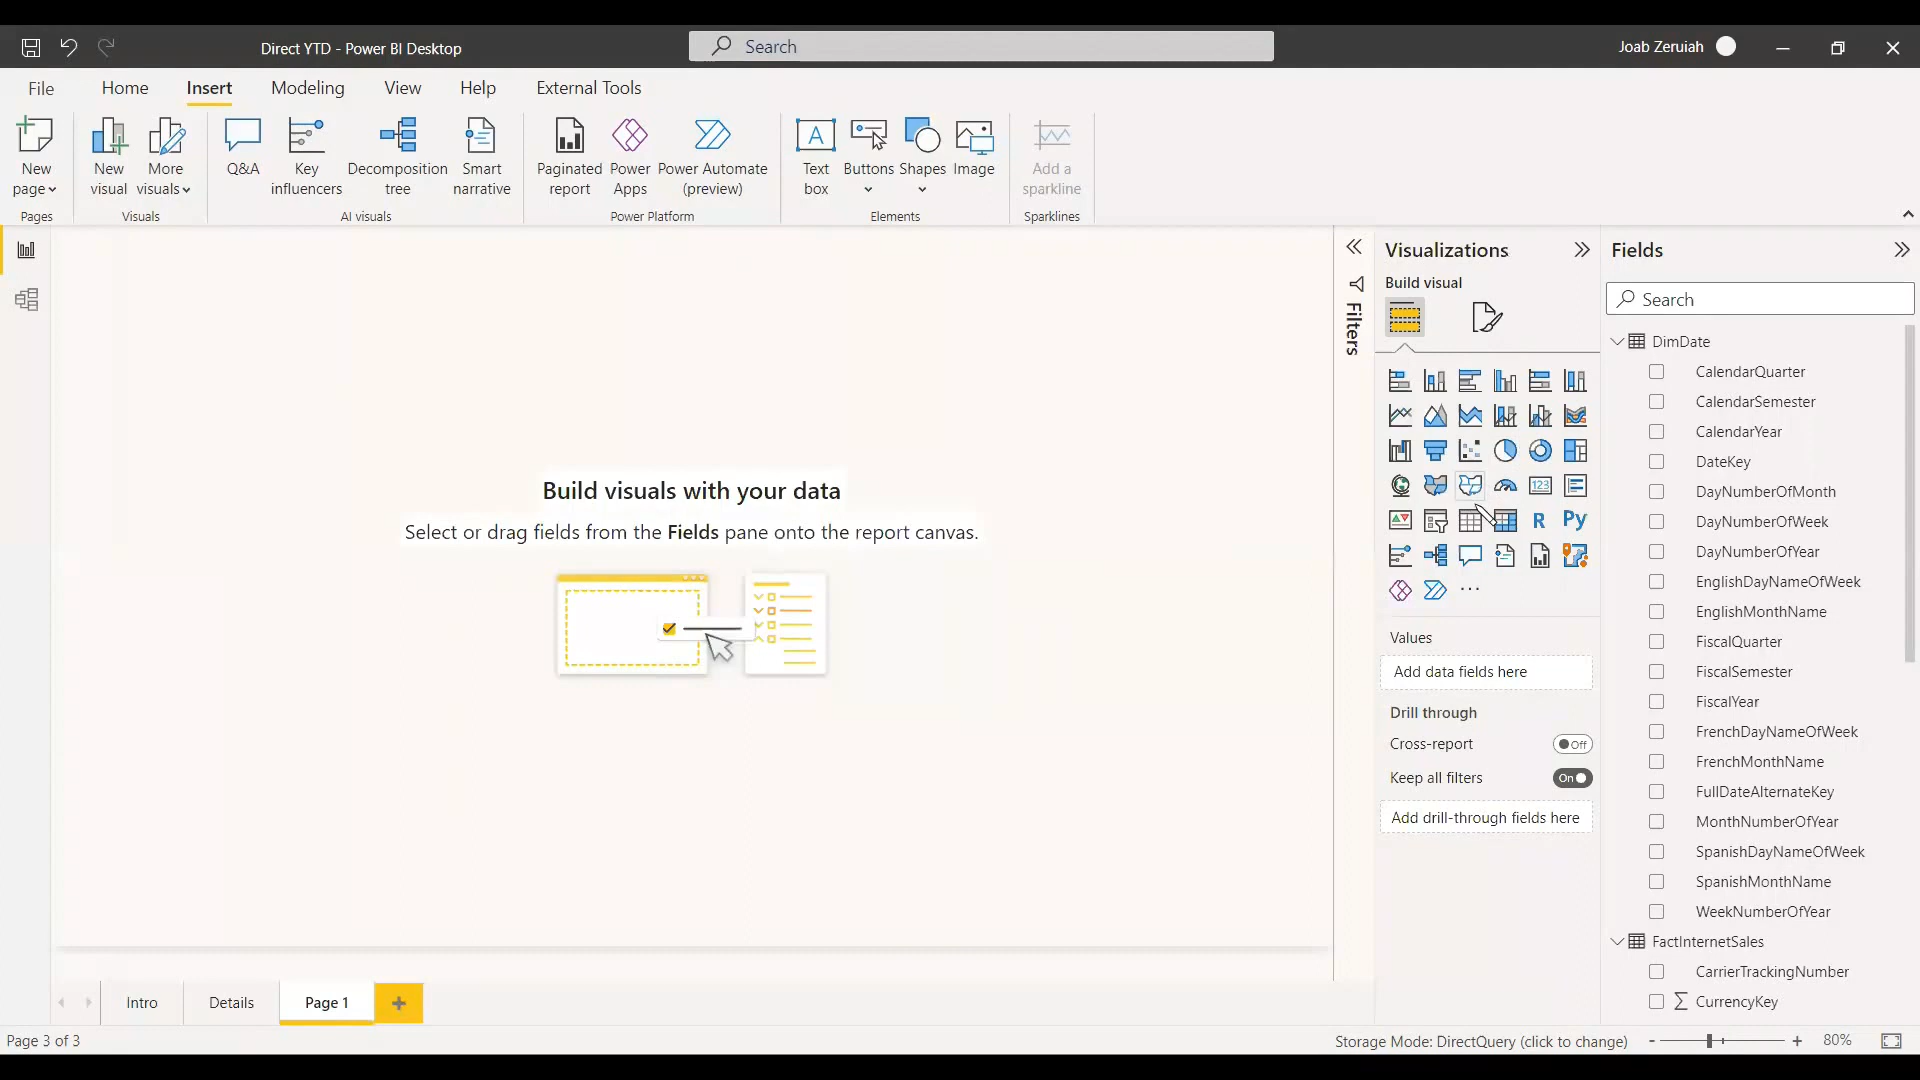 Direct YTD - Power BI Desktop
Search
Joab Zeruiah
File
Home
Insert
Modeling
View
Help
External Tools
New
page
New
visual
More
visuals
Q&A
Key
influencers
Decomposition
tree
Smart
narrative
Paginated
report
Power
Apps
Power Automate
(preview)
A
Text
box
Buttons
Shapes
Image
Add a
sparkline
Pages
Visuals
AI visuals
Power Platform
Elements
Sparklines
Build visuals with your data
Select or drag fields from the Fields pane onto the report canvas.
Filters
Visualizations
Build visual
123
R
Py
Values
Add data fields here
Drill through
Cross-report
Off
Keep all filters
On
Add drill-through fields here
Fields
Search
DimDate
CalendarQuarter
CalendarSemester
CalendarYear
DateKey
DayNumberOfMonth
DayNumberOfWeek
DayNumberOfYear
EnglishDayNameOfWeek
EnglishMonthName
FiscalQuarter
FiscalSemester
FiscalYear
FrenchDayNameOfWeek
FrenchMonthName
FullDateAlternateKey
MonthNumberOfYear
SpanishDayNameOfWeek
SpanishMonthName
WeekNumberOfYear
FactInternetSales
CarrierTrackingNumber
∑ CurrencyKey
Intro
Details
Page 1
+
Page 3 of 3
Storage Mode: DirectQuery (click to change)
- + 80%